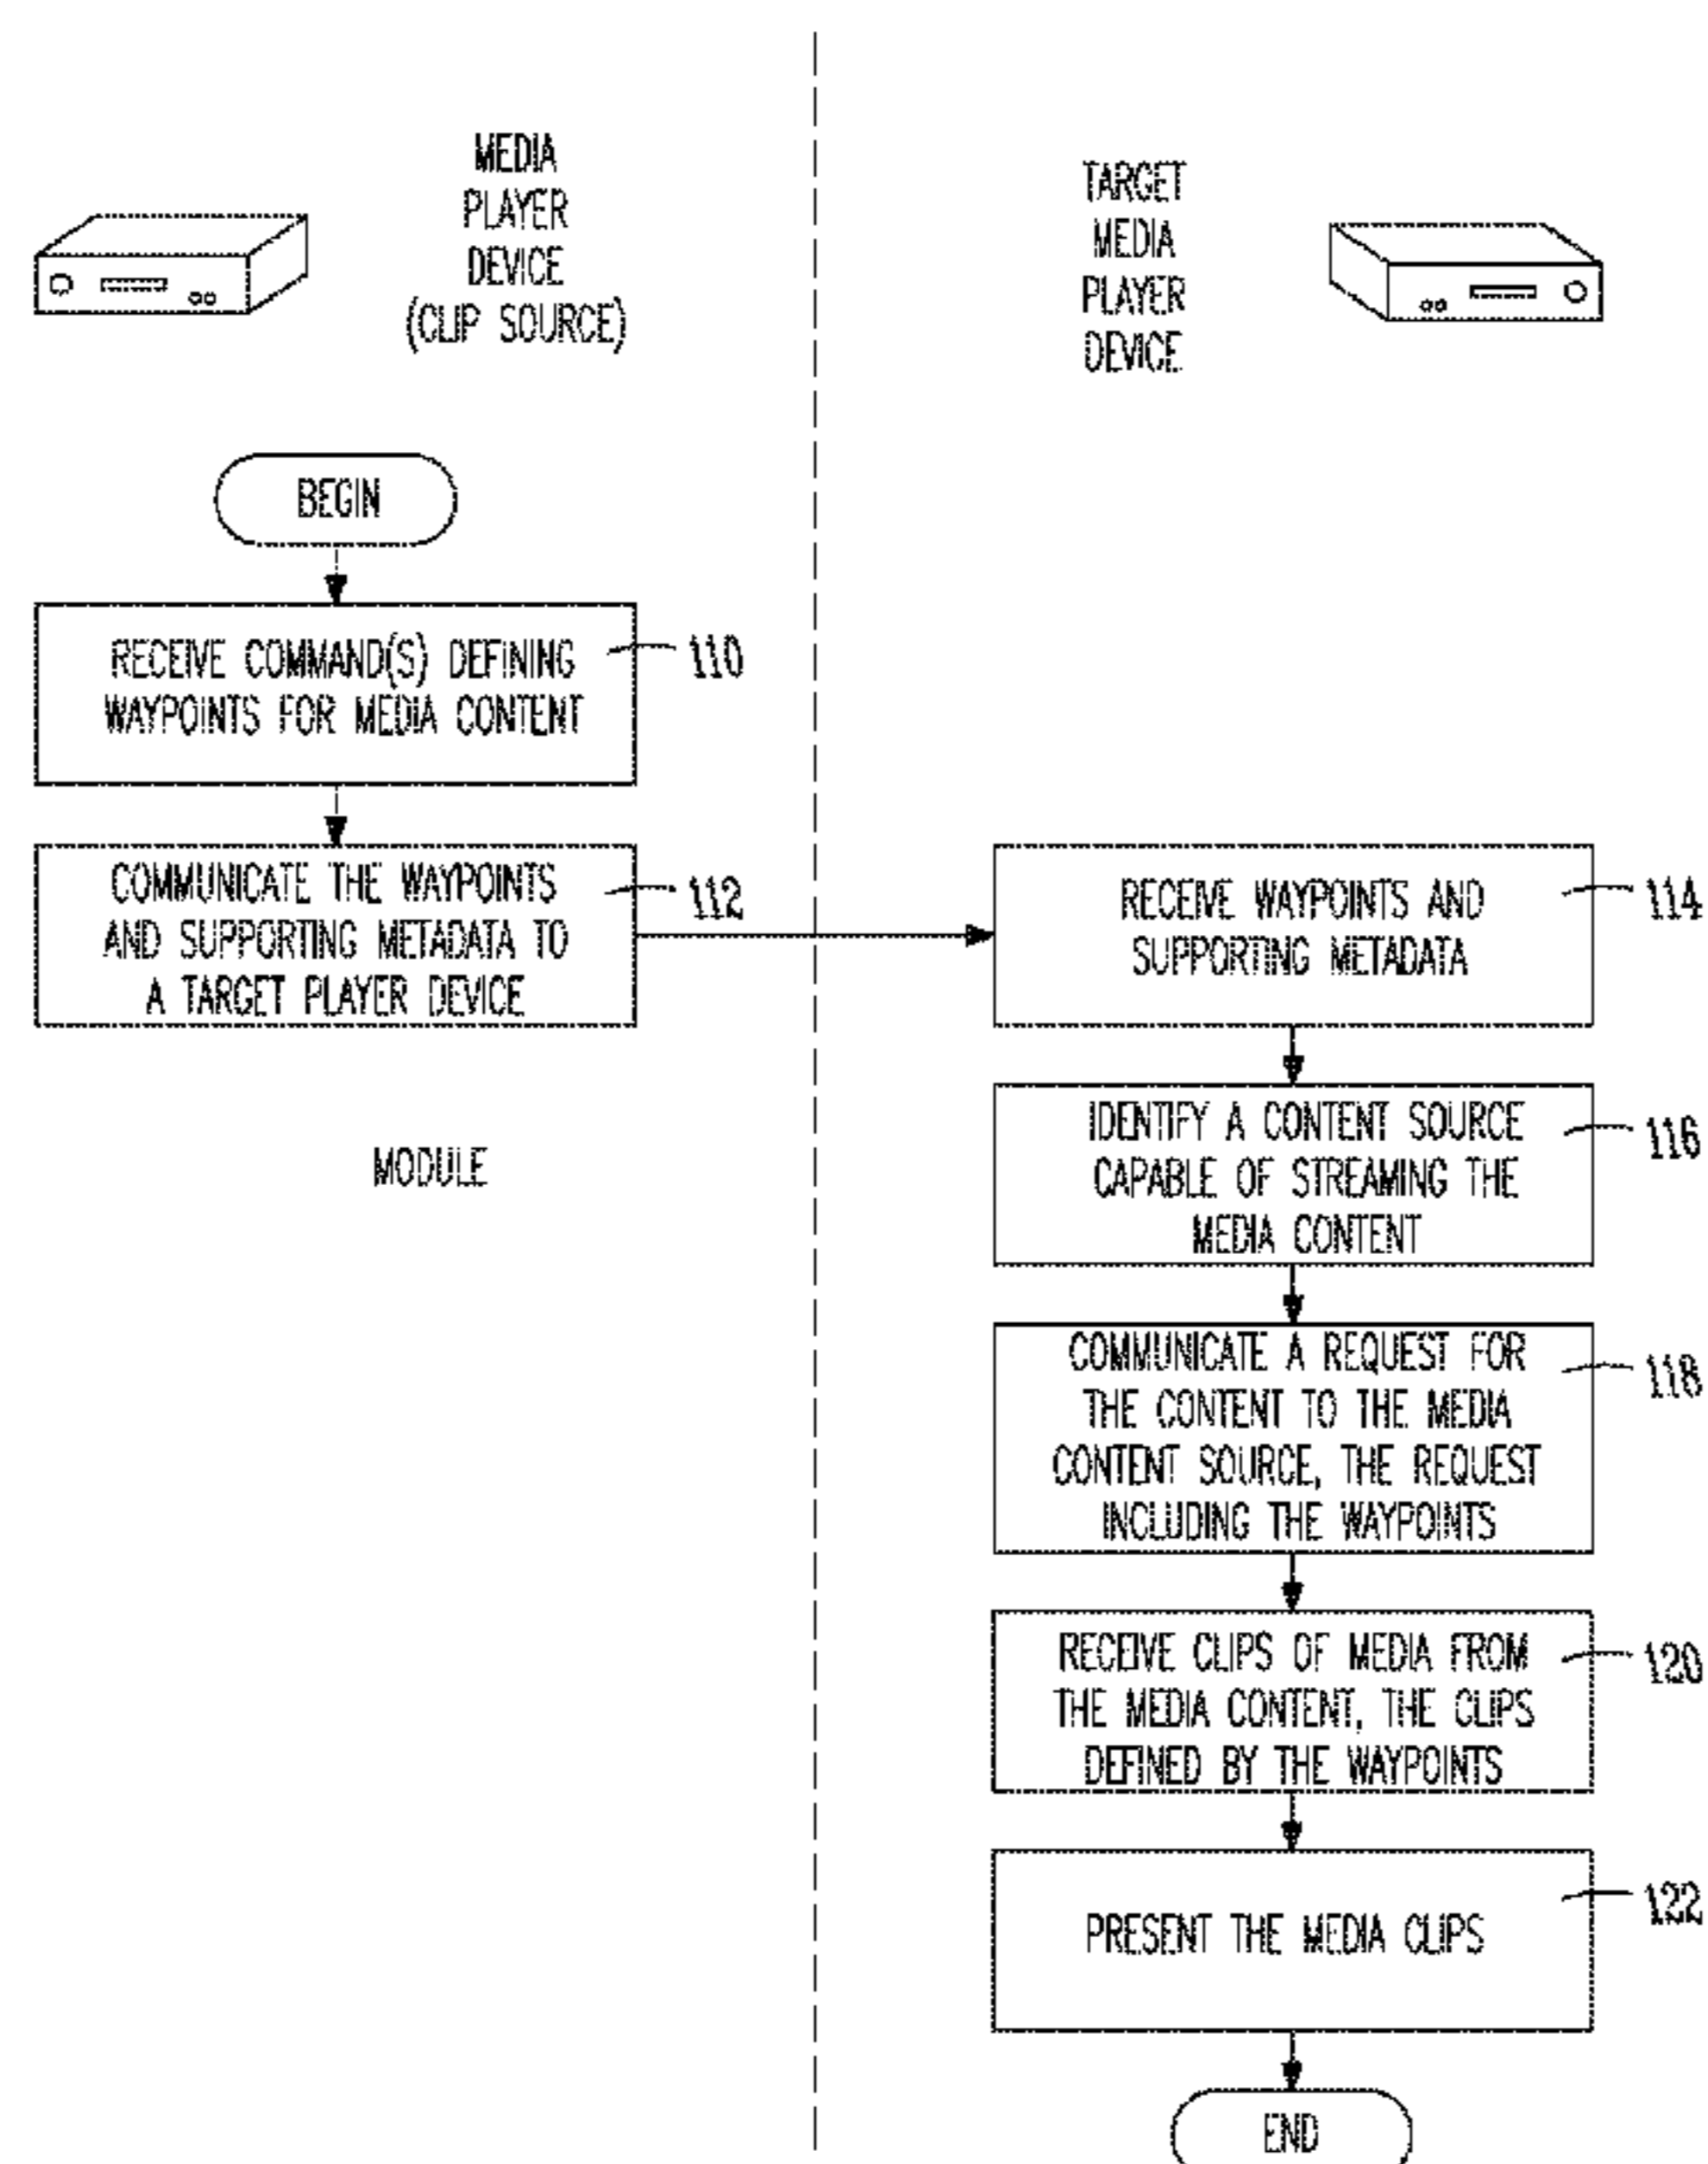 MEDIA
PLAYER
DEVICE
(CLIP SOURCE)
TARGET
MEDIA
PLAYER
DEVICE
BEGIN
RECEIVE COMMAND(S) DEFINING
WAYPOINTS FOR MEDIA CONTENT
110
COMMUNICATE THE WAYPOINTS
AND SUPPORTING METADATA TO
A TARGET PLAYER DEVICE
112
MODULE
RECEIVE WAYPOINTS AND
SUPPORTING METADATA
114
IDENTIFY A CONTENT SOURCE
CAPABLE OF STREAMING THE
MEDIA CONTENT
116
COMMUNICATE A REQUEST FOR
THE CONTENT TO THE MEDIA
CONTENT SOURCE, THE REQUEST
INCLUDING THE WAYPOINTS
118
RECEIVE CLIPS OF MEDIA FROM
THE MEDIA CONTENT, THE CLIPS
DEFINED BY THE WAYPOINTS
120
PRESENT THE MEDIA CLIPS
122
END